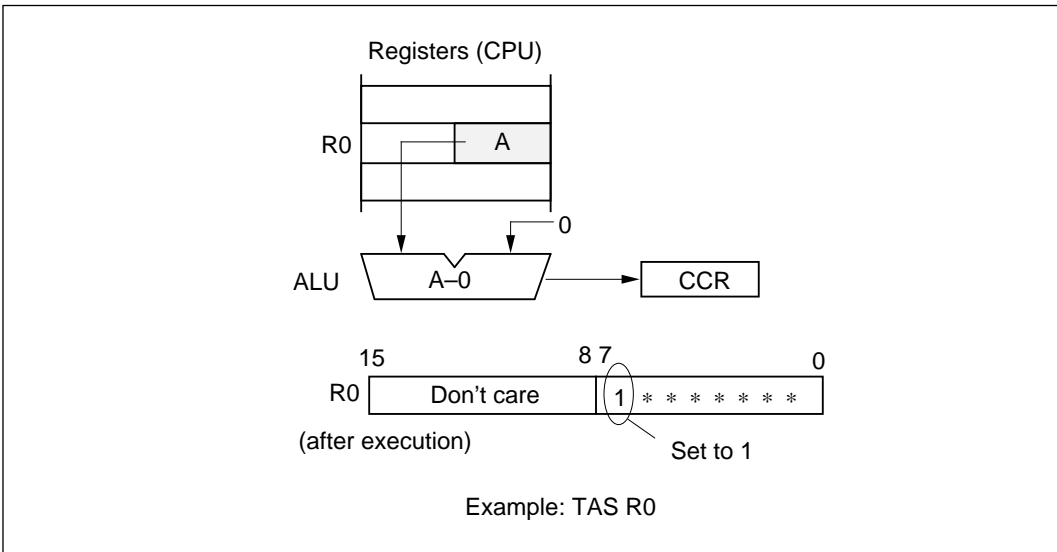 Registers (CPU)
R0 A
0
ALU A–0 CCR
15 8 7 0
R0 Don't care 1 * * * * * * *
(after execution) Set to 1
Example: TAS R0